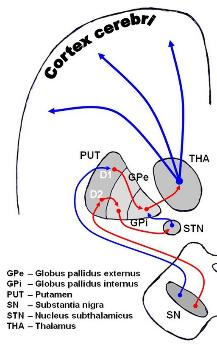 Cortex cerebri
PUT
D1
GPe
THA
D2
GPi
STN
SN
GPe – Globus pallidus externus
GPi – Globus pallidus internus
PUT – Putamen
SN – Substantia nigra
STN – Nucleus subthalamicus
THA – Thalamus